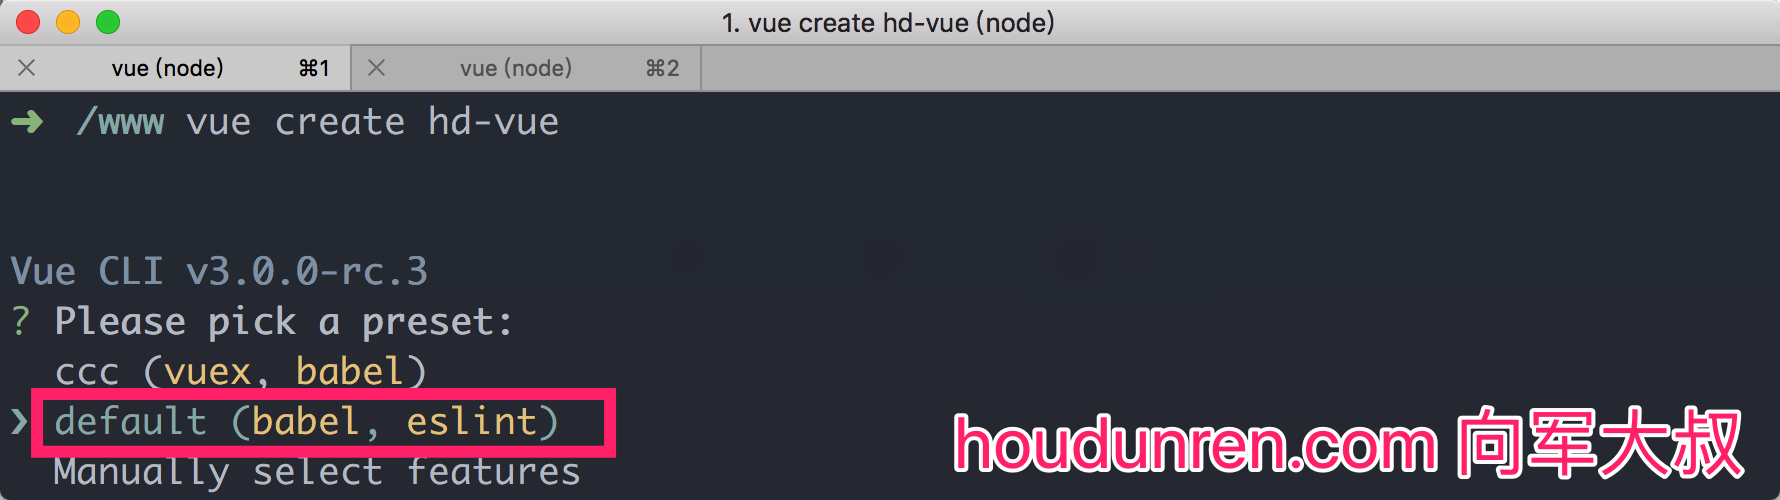 1. vue create hd-vue (node)
vue (node) ⌘1 vue (node) ⌘2
➜ /www vue create hd-vue
Vue CLI v3.0.0-rc.3
? Please pick a preset:
ccc (vuex, babel)
❯ default (babel, eslint)
Manually select features
houdunren.com 向军大叔